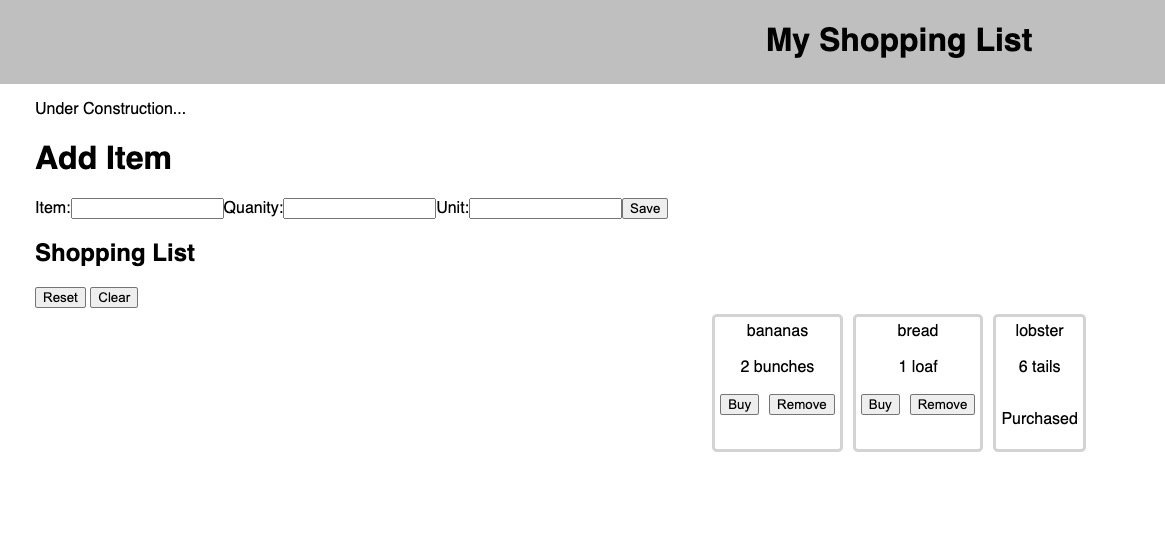 My Shopping List
Under Construction...
Add Item
Item: Quanity: Unit: Save
Shopping List
Reset Clear
bananas bread lobster
2 bunches 1 loaf 6 tails
Buy Remove Buy Remove
Purchased